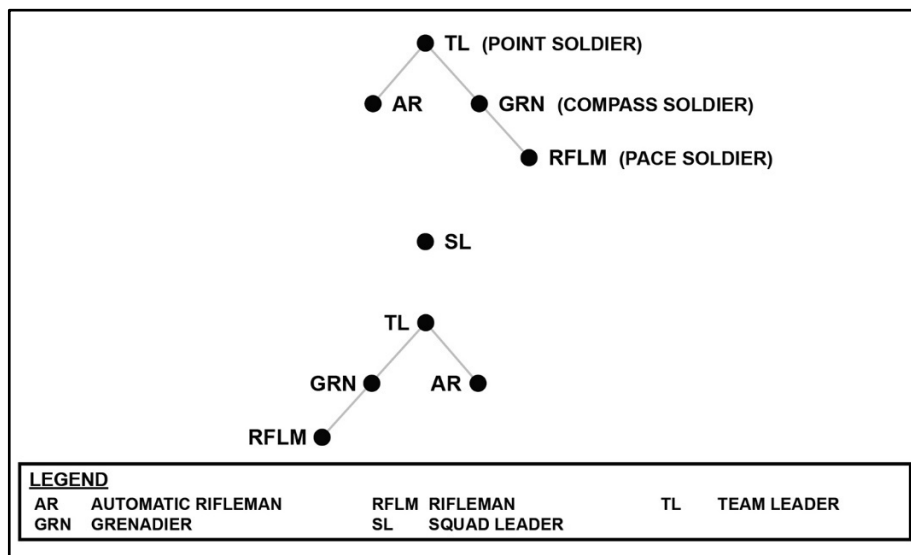 TL (POINT SOLDIER)
AR GRN (COMPASS SOLDIER)
RFLM (PACE SOLDIER)
SL
TL
GRN AR
RFLM
LEGEND
AR AUTOMATIC RIFLEMAN RFLM RIFLEMAN TL TEAM LEADER
GRN GRENADIER SL SQUAD LEADER